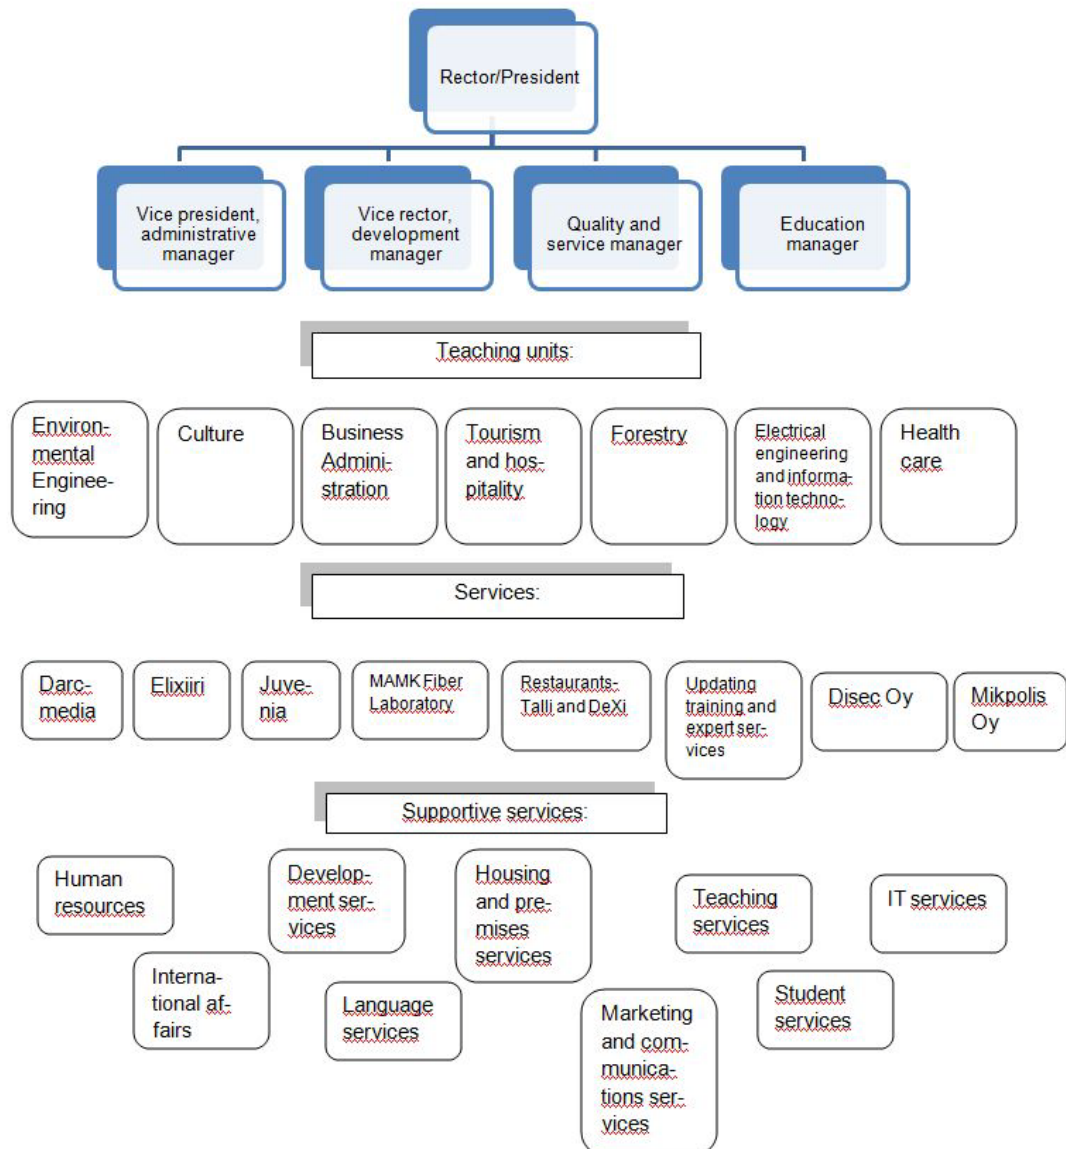 Rector/President
Vice president,
administrative
manager
Vice rector,
development
manager
Quality and
service manager
Education
manager
Teaching units:
Environ-
mental
Enginee-
ring
Culture
Business
Admini-
stration
Tourism
and hos-
pitality
Forestry
Electrical
engineering
and informa-
tion techno-
logy
Health
care
Services:
Darc-
media
Elixiiri
Juve-
nia
MAMK Fiber
Laboratory
Restaurants-
Talli and DeXi
Updating
training and
expert ser-
vices
Disec Oy
Mikpolis
Oy
Supportive services:
Human
resources
Develop-
ment ser-
vices
Housing
and pre-
mises
services
Teaching
services
IT services
Interna-
tional af-
fairs
Language
services
Marketing
and com-
munica-
tions ser-
vices
Student
services